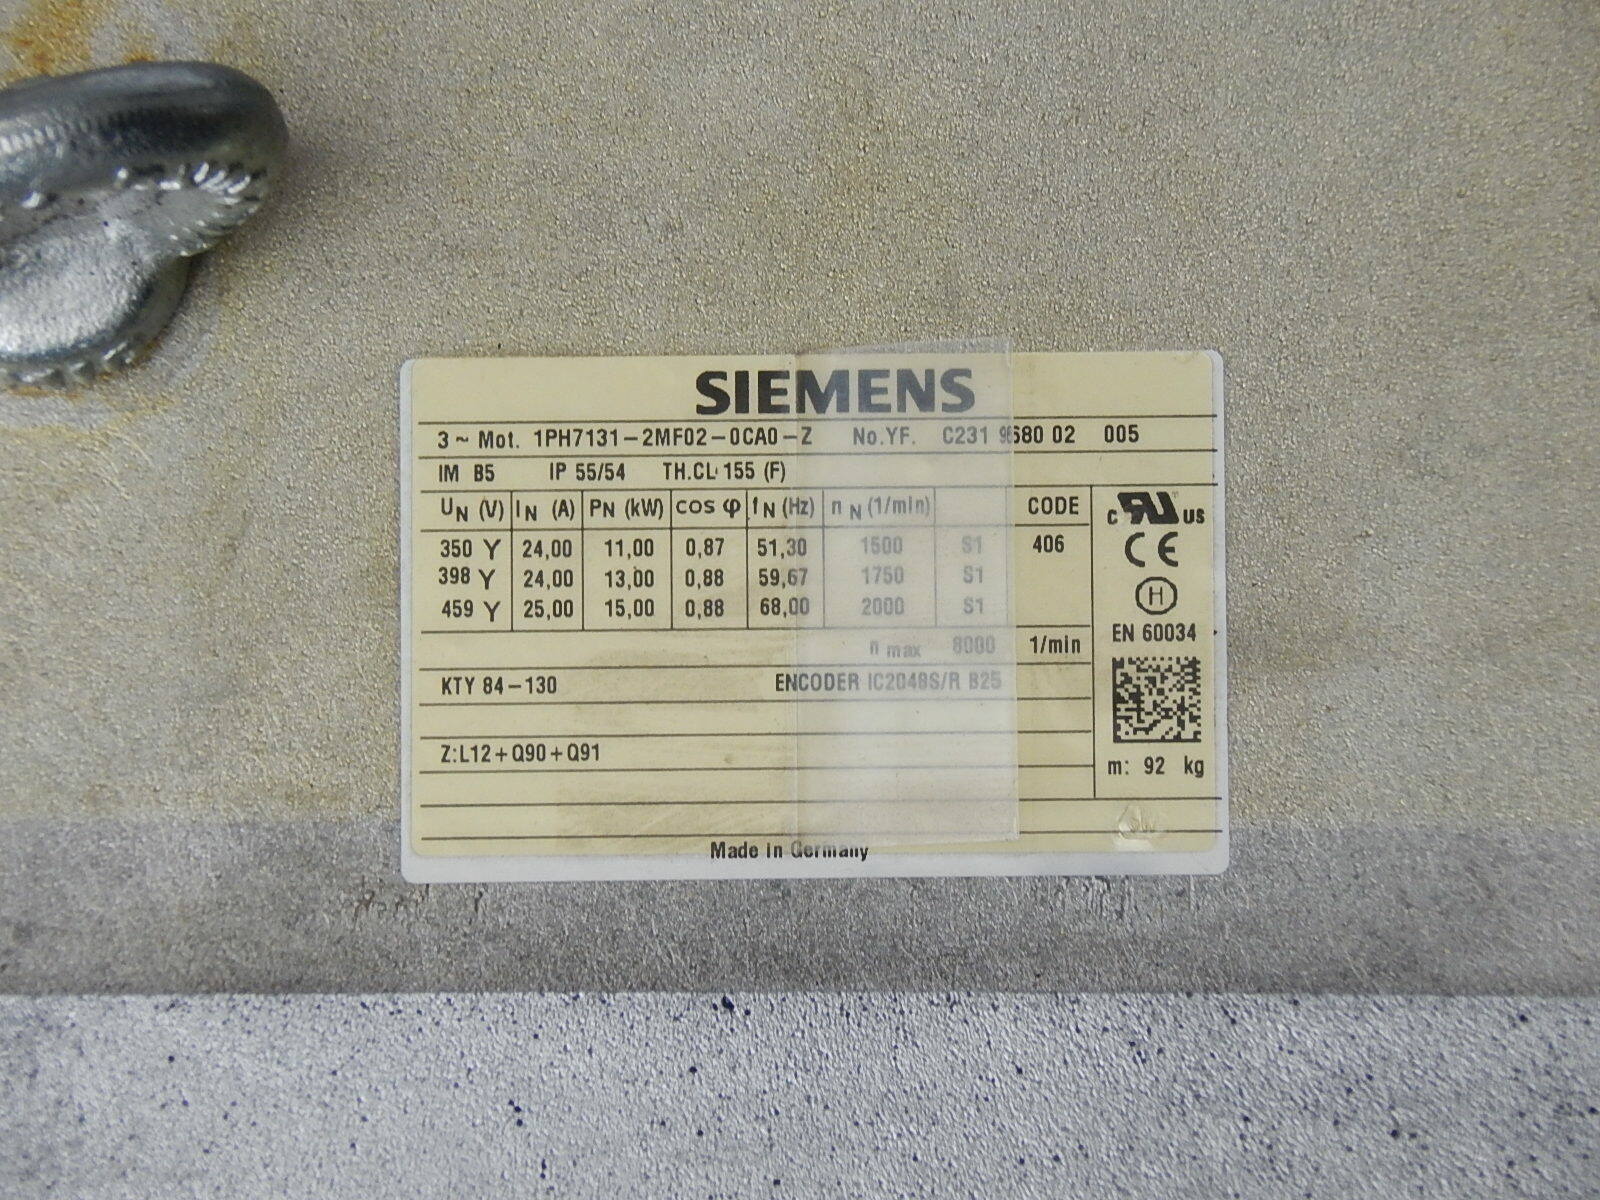 SIEMENS
3 ~ Mot. 1PH7131-2MF02-0CA0-Z No.YF. C231 680 02 005
IM B5 IP 55/54 TH.CL 155 (F)
UN (V) IN (A) PN (kW) cos φ fN (Hz) nN (1/min) CODE
350 Y 24,00 11,00 0,87 51,30 1500 S1 406
398 Y 24,00 13,00 0,88 59,67 1750 S1
459 Y 25,00 15,00 0,88 68,00 2000 S1
n max 8000 1/min
KTY 84-130 ENCODER IC2048S/R B25
Z:L12+Q90+Q91
c RU US
CE
H
EN 60034
m: 92 kg
Made in Germany